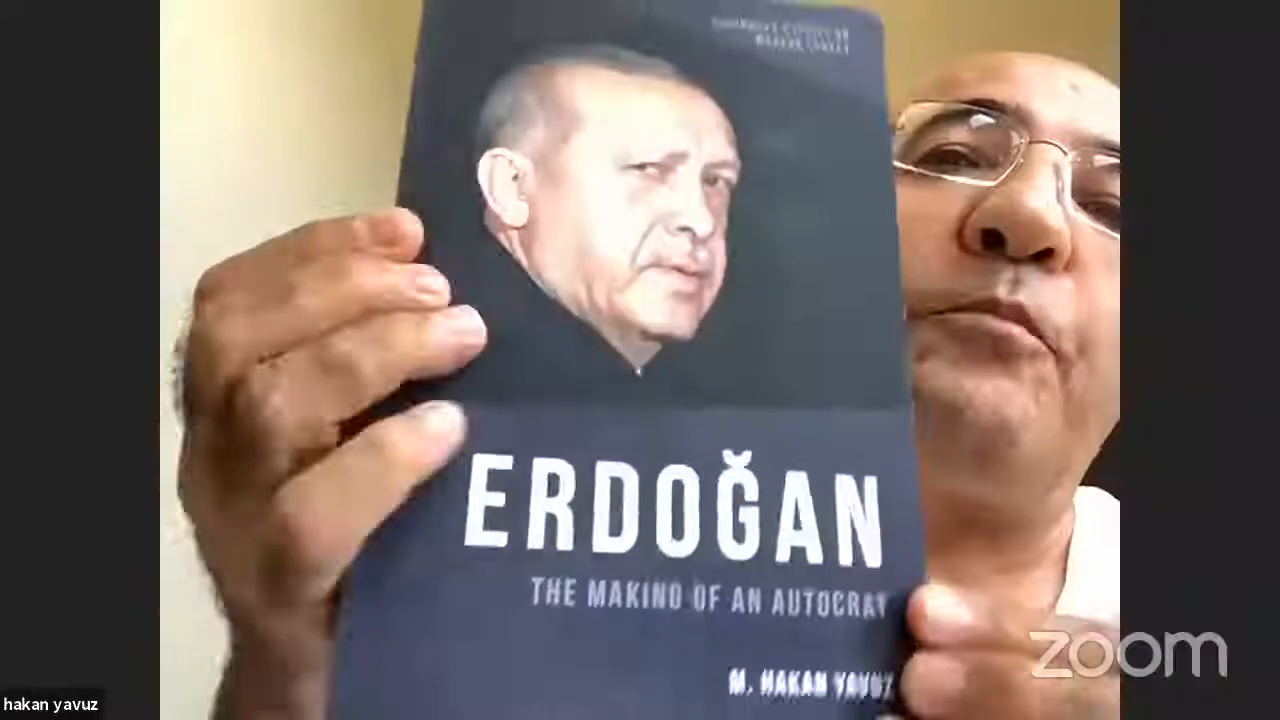 ERDOĞAN
THE MAKING OF AN AUTOCRAT
M. HAKAN YAVUZ
zoom
hakan yavuz